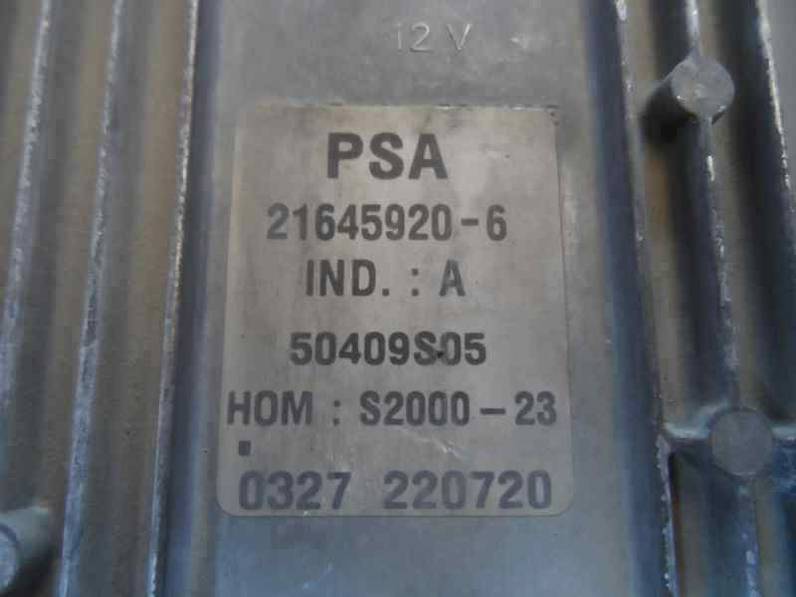 12 V
PSA
21645920-6
IND. : A
50409S05
HOM : S2000-23
0327 220720